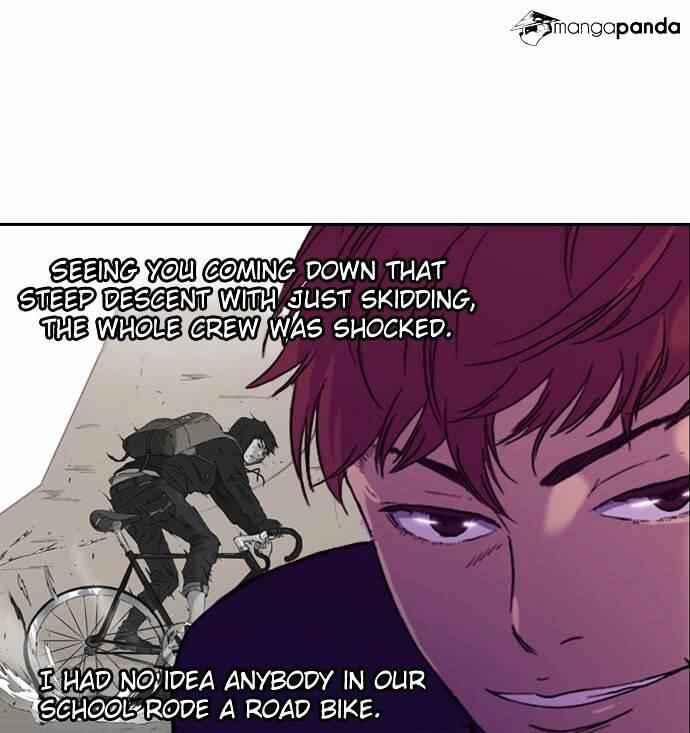 mangapanda
SEEING YOU COMING DOWN THAT
STEEP DESCENT WITH JUST SKIDDING,
THE WHOLE CREW WAS SHOCKED.
I HAD NO IDEA ANYBODY IN OUR
SCHOOL RODE A ROAD BIKE.